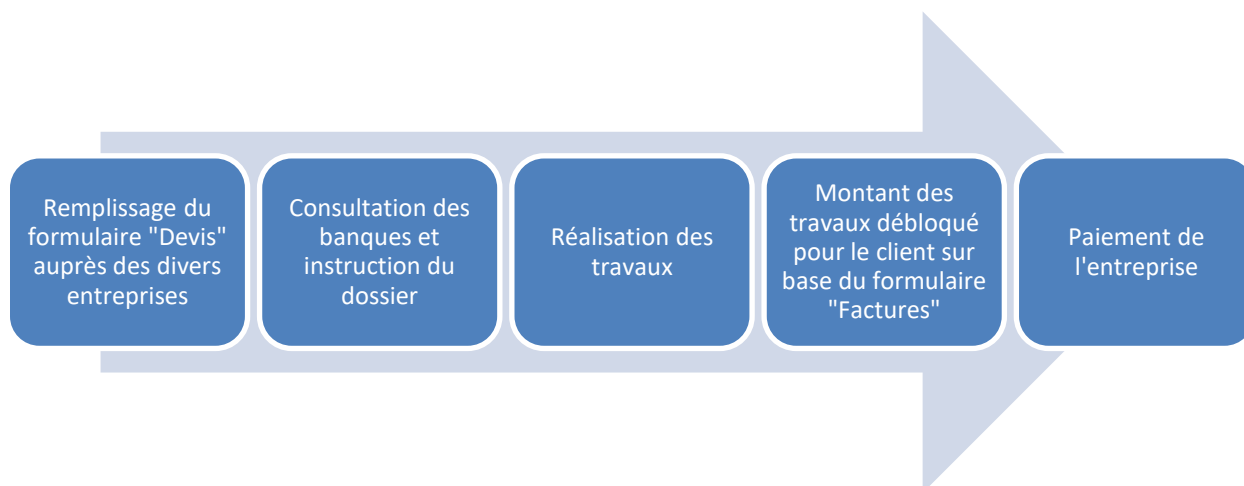 Remplissage du
formulaire "Devis"
auprès des divers
entreprises
Consultation des
banques et
instruction du
dossier
Réalisation des
travaux
Montant des
travaux débloqué
pour le client sur
base du formulaire
"Factures"
Paiement de
l'entreprise